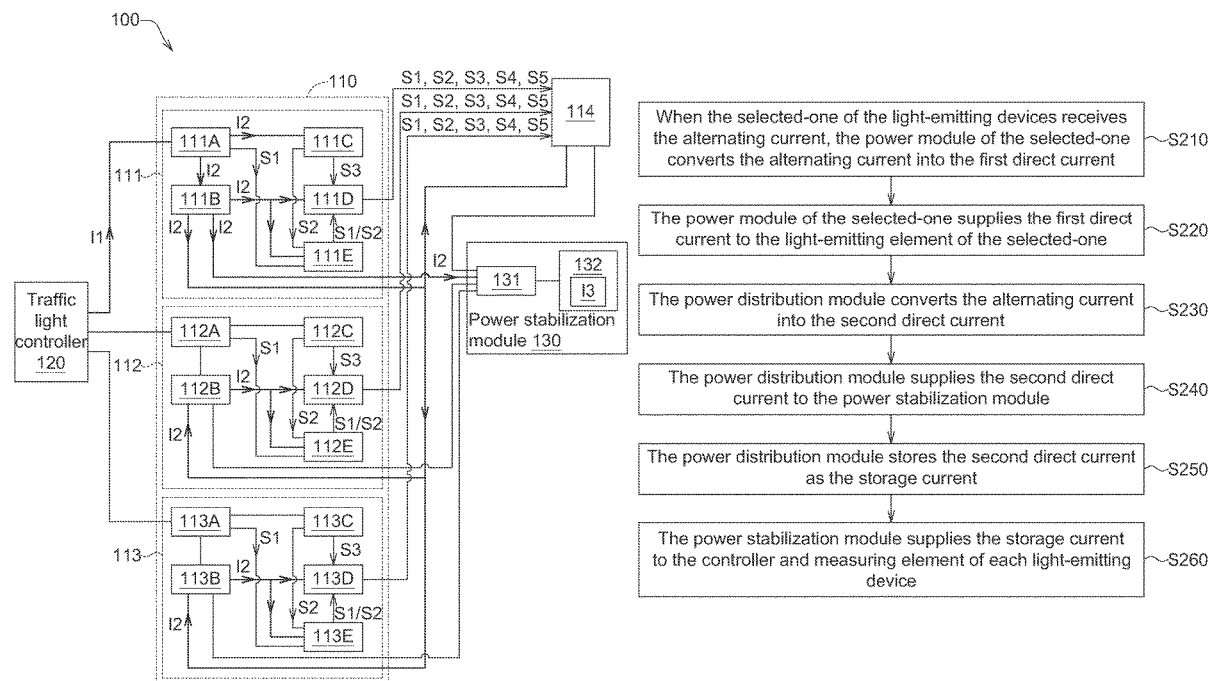 100
110
S1, S2, S3, S4, S5
S1, S2, S3, S4, S5
S1, S2, S3, S4, S5
114
111
111A
I2
111C
S1
I2
S3
111B
I2
111D
I2
I2
S2
S1/S2
111E
I1
I2
131
132
I3
Power stabilization
module 130
Traffic
light
controller
120
112
112A
112C
S1
S3
112B
I2
112D
S2
S1/S2
I2
112E
113
113A
113C
S1
S3
113B
I2
113D
I2
S2
S1/S2
113E
When the selected-one of the light-emitting devices receives
the alternating current, the power module of the selected-one
converts the alternating current into the first direct current
S210
The power module of the selected-one supplies the first direct
current to the light-emitting element of the selected-one
S220
The power distribution module converts the alternating current
into the second direct current
S230
The power distribution module supplies the second direct
current to the power stabilization module
S240
The power distribution module stores the second direct current
as the storage current
S250
The power stabilization module supplies the storage current
to the controller and measuring element of each light-emitting
device
S260